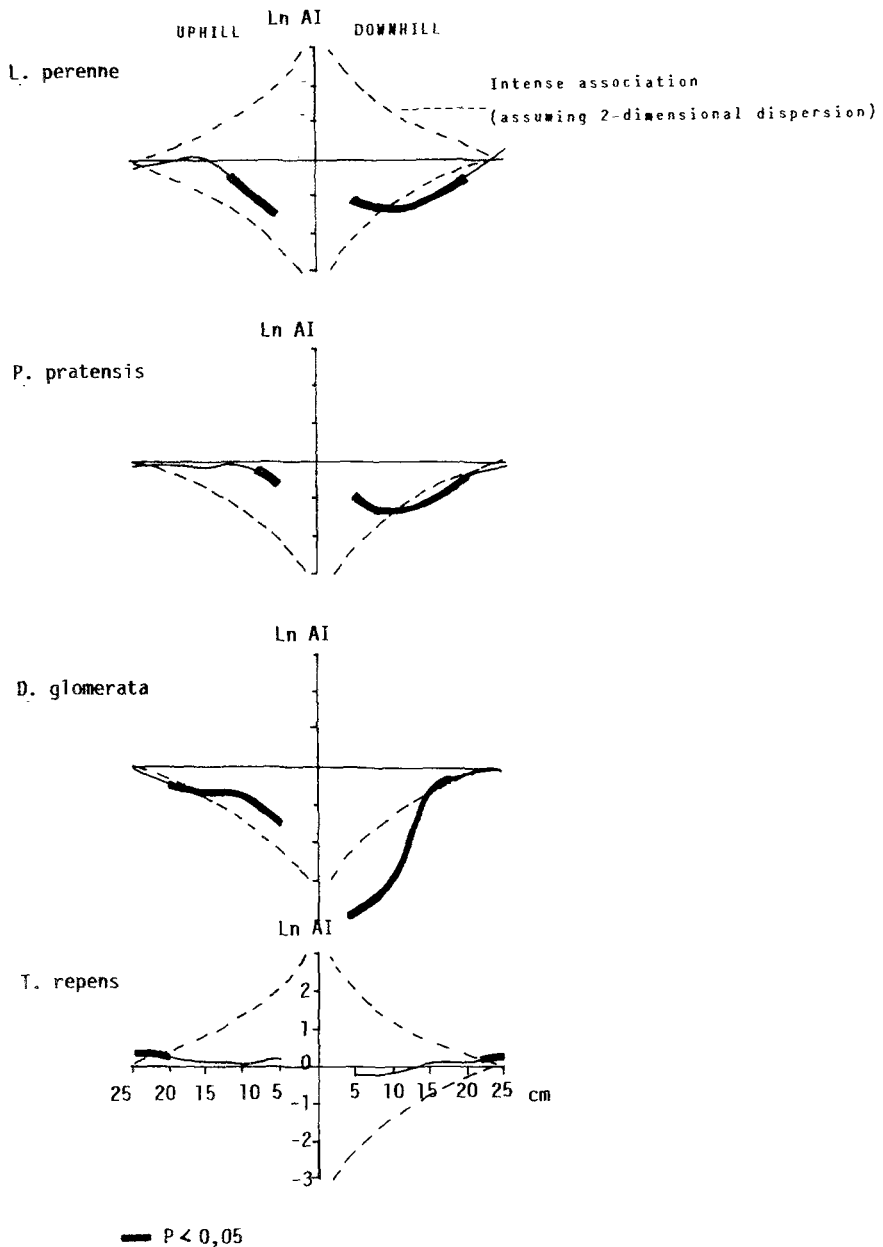 Ln AI
UPHILL DOWNHILL
L. perenne
Intense association
(assuming 2-dimensional dispersion)
Ln AI
P. pratensis
Ln AI
D. glomerata
Ln AI
T. repens
2
1
0
25 20 15 10 5 5 10 15 20 25 cm
-1
-2
-3
P < 0,05